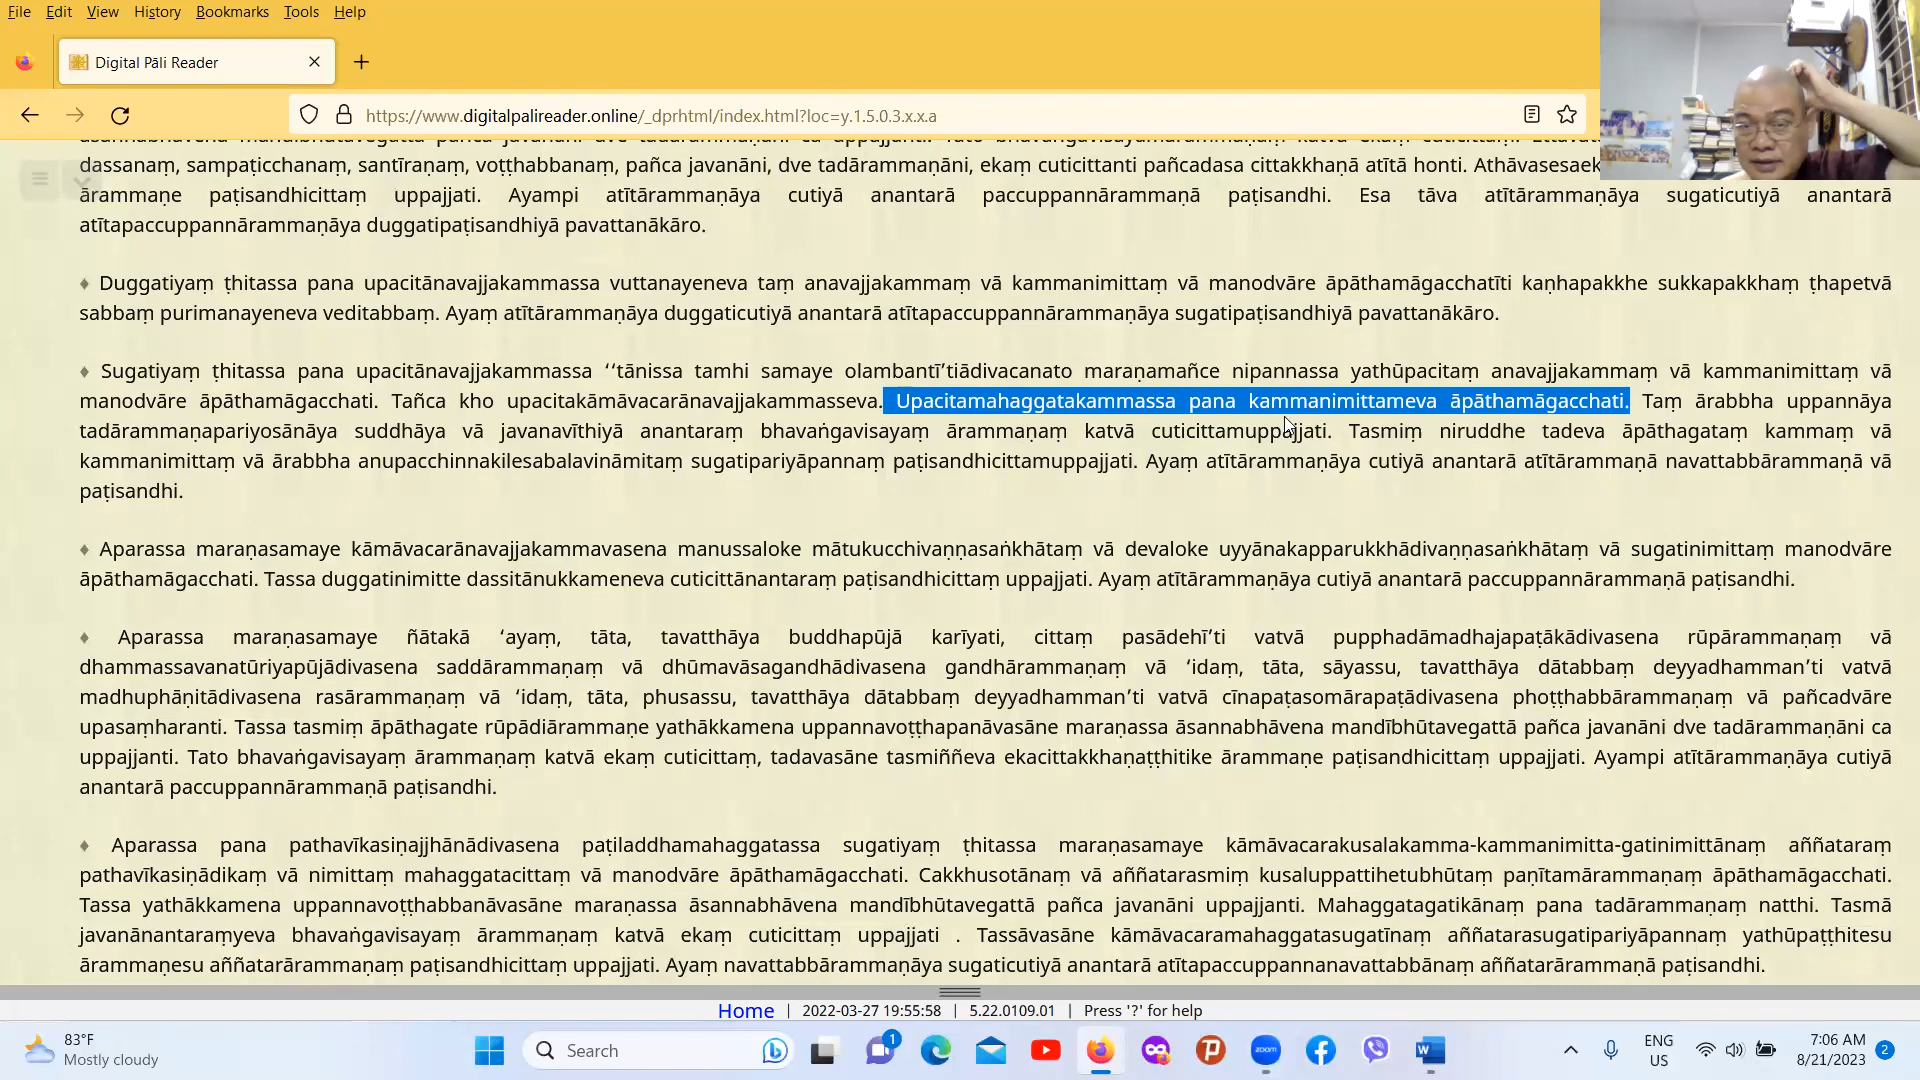 File Edit View History Bookmarks Tools Help
Digital Pāli Reader
https://www.digitalpalireader.online/_dprhtml/index.html?loc=y.1.5.0.3.x.x.a
dassanaṃ, sampaṭicchanaṃ, santīraṇaṃ, voṭṭhabbanaṃ, pañca javanāni, dve tadārammaṇāni, ekaṃ cuticittanti pañcadasa cittakkhaṇā atītā honti. Athāvasesaek
ārammaṇe paṭisandhicittaṃ uppajjati. Ayampi atītārammaṇāya cutiyā anantarā paccuppannārammaṇā paṭisandhi. Esa tāva atītārammaṇāya sugaticutiyā anantarā
atītapaccuppannārammaṇāya duggatipaṭisandhiyā pavattanākāro.
♦ Duggatiyaṃ ṭhitassa pana upacitānavajjakammassa vuttanayeneva taṃ anavajjakammaṃ vā kammanimittaṃ vā manodvāre āpāthamāgacchatīti kaṇhapakkhe sukkapakkhaṃ ṭhapetvā
sabbaṃ purimanayeneva veditabbaṃ. Ayaṃ atītārammaṇāya duggaticutiyā anantarā atītapaccuppannārammaṇāya sugatipaṭisandhiyā pavattanākāro.
♦ Sugatiyaṃ ṭhitassa pana upacitānavajjakammassa ‘‘tānissa tamhi samaye olambantī’tiādivacanato maraṇamañce nipannassa yathūpacitaṃ anavajjakammaṃ vā kammanimittaṃ vā
manodvāre āpāthamāgacchati. Tañca kho upacitakāmāvacarānavajjakammasseva. Upacitamahaggatakammassa pana kammanimittameva āpāthamāgacchati. Taṃ ārabbha uppannāya
tadārammaṇapariyosānāya suddhāya vā javanavīthiyā anantaraṃ bhavaṅgavisayaṃ ārammaṇaṃ katvā cuticittamuppajjati. Tasmiṃ niruddhe tadeva āpāthagataṃ kammaṃ vā
kammanimittaṃ vā ārabbha anupacchinnakilesabalavināmitaṃ sugatipariyāpannaṃ paṭisandhicittamuppajjati. Ayaṃ atītārammaṇāya cutiyā anantarā atītārammaṇā navattabbārammaṇā vā
paṭisandhi.
♦ Aparassa maraṇasamaye kāmāvacarānavajjakammavasena manussaloke mātukucchivaṇṇasaṅkhātaṃ vā devaloke uyyānakapparukkhādivaṇṇasaṅkhātaṃ vā sugatinimittaṃ manodvāre
āpāthamāgacchati. Tassa duggatinimitte dassitānukkameneva cuticittānantaraṃ paṭisandhicittaṃ uppajjati. Ayaṃ atītārammaṇāya cutiyā anantarā paccuppannārammaṇā paṭisandhi.
♦ Aparassa maraṇasamaye ñātakā ‘ayaṃ, tāta, tavatthāya buddhapūjā karīyati, cittaṃ pasādehī’ti vatvā pupphadāmadhajapaṭākādivasena rūpārammaṇaṃ vā
dhammassavanatūriyapūjādivasena saddārammaṇaṃ vā dhūmavāsagandhādivasena gandhārammaṇaṃ vā ‘idaṃ, tāta, sāyassu, tavatthāya dātabbaṃ deyyadhamman’ti vatvā
madhuphāṇitādivasena rasārammaṇaṃ vā ‘idaṃ, tāta, phusassu, tavatthāya dātabbaṃ deyyadhamman’ti vatvā cīnapaṭasomārapaṭādivasena phoṭṭhabbārammaṇaṃ vā pañcadvāre
upasaṃharanti. Tassa tasmiṃ āpāthagate rūpādiārammaṇe yathākkamena uppannavoṭṭhapanāvasāne maraṇassa āsannabhāvena mandībhūtavegattā pañca javanāni dve tadārammaṇāni ca
uppajjanti. Tato bhavaṅgavisayaṃ ārammaṇaṃ katvā ekaṃ cuticittaṃ, tadavasāne tasmiññeva ekacittakkhaṇaṭṭhitike ārammaṇe paṭisandhicittaṃ uppajjati. Ayampi atītārammaṇāya cutiyā
anantarā paccuppannārammaṇā paṭisandhi.
♦ Aparassa pana pathavīkasiṇajjhānādivasena paṭiladdhamahaggatassa sugatiyaṃ ṭhitassa maraṇasamaye kāmāvacarakusalakamma-kammanimitta-gatinimittānaṃ aññataraṃ
pathavīkasiṇādikaṃ vā nimittaṃ mahaggatacittaṃ vā manodvāre āpāthamāgacchati. Cakkhusotānaṃ vā aññatarasmiṃ kusaluppattihetubhūtaṃ paṇītamārammaṇaṃ āpāthamāgacchati.
Tassa yathākkamena uppannavoṭṭhabbanāvasāne maraṇassa āsannabhāvena mandībhūtavegattā pañca javanāni uppajjanti. Mahaggatagatikānaṃ pana tadārammaṇaṃ natthi. Tasmā
javanānantaraṃyeva bhavaṅgavisayaṃ ārammaṇaṃ katvā ekaṃ cuticittaṃ uppajjati . Tassāvasāne kāmāvacaramahaggatasugatīnaṃ aññatarasugatipariyāpannaṃ yathūpaṭṭhitesu
ārammaṇesu aññatarārammaṇaṃ paṭisandhicittaṃ uppajjati. Ayaṃ navattabbārammaṇāya sugaticutiyā anantarā atītapaccuppannanavattabbānaṃ aññatarārammaṇā paṭisandhi.
Home | 2022-03-27 19:55:58 | 5.22.0109.01 | Press '?' for help
83°F
Mostly cloudy
Search
1
zoom
ENG
US
7:06 AM
8/21/2023
2